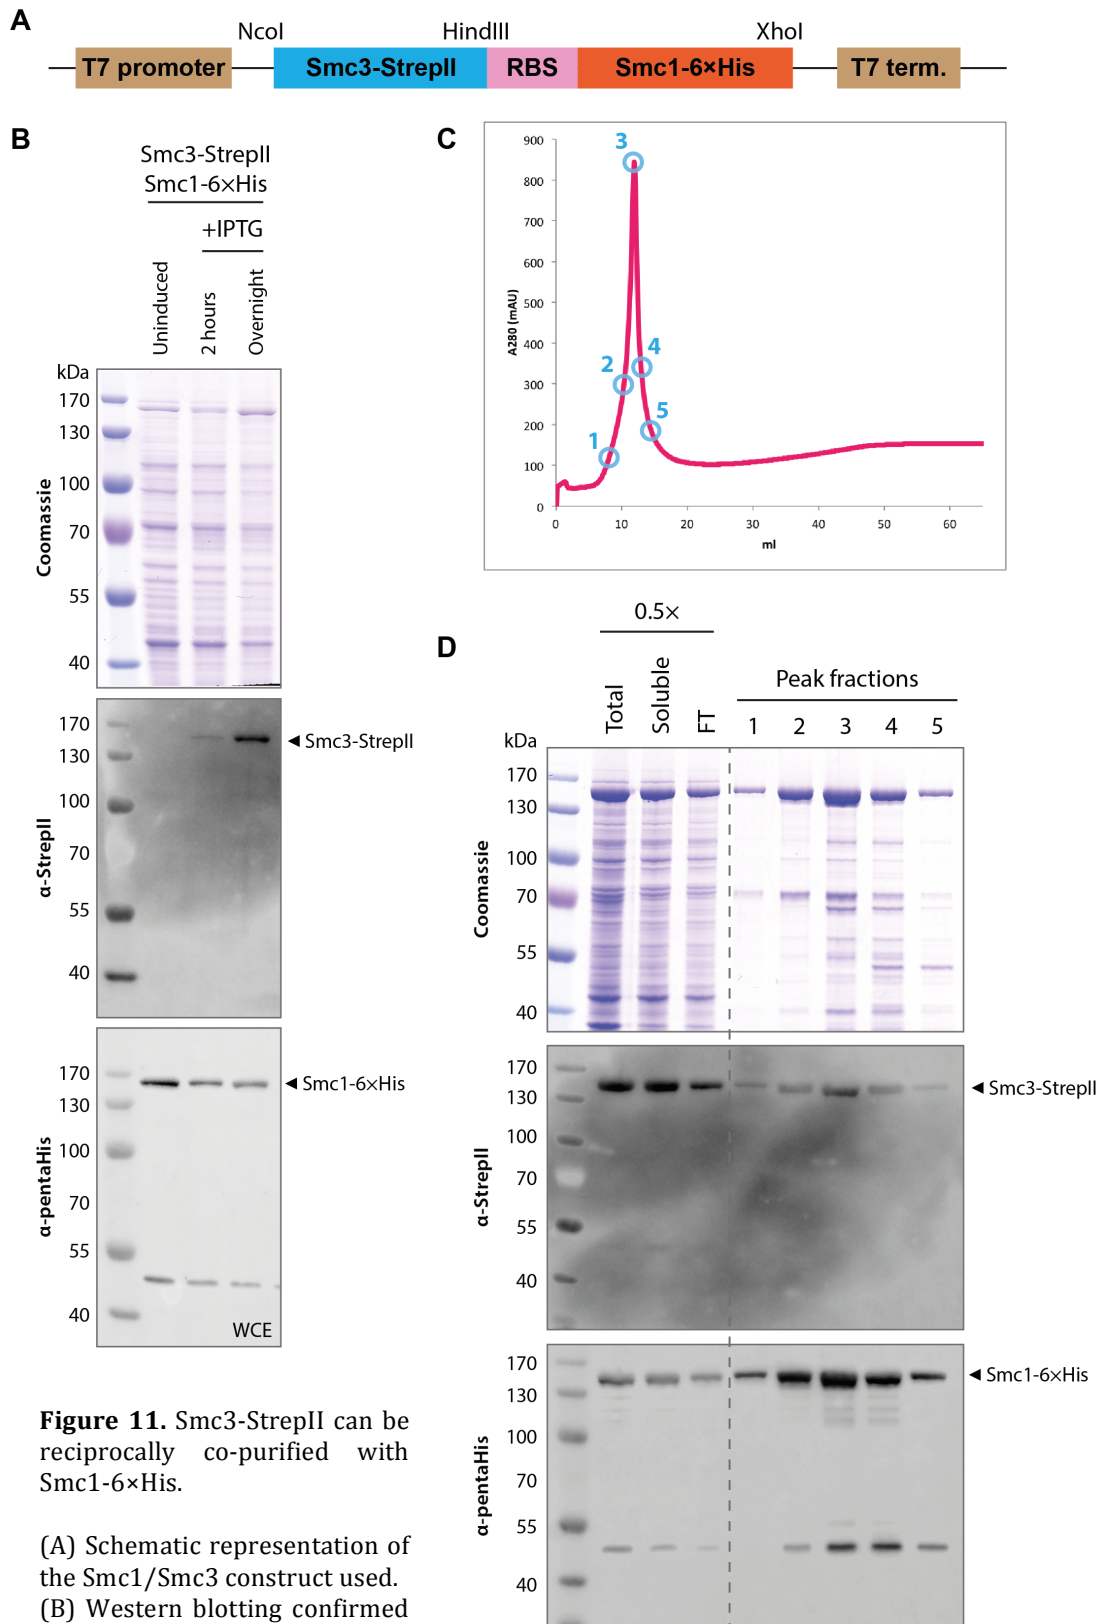 A
NcoI HindIII XhoI
T7 promoter Smc3-StrepII RBS Smc1-6×His T7 term.
B
Smc3-StrepII
Smc1-6×His
+IPTG
Uninduced
2 hours
Overnight
kDa
170
130
100
70
55
40
Coomassie
170
130
100
70
55
40
α-StrepII
◄ Smc3-StrepII
170
130
100
70
55
40
α-pentaHis
◄ Smc1-6×His
WCE
C
900
800
700
600
500
400
300
200
100
0
A280 (mAU)
0 10 20 30 40 50 60
ml
1
2
3
4
5
D
0.5×
Total
Soluble
FT
Peak fractions
1 2 3 4 5
kDa
170
130
100
70
55
40
Coomassie
170
130
100
70
55
40
α-StrepII
◄ Smc3-StrepII
170
130
100
70
55
40
α-pentaHis
◄ Smc1-6×His
Figure 11. Smc3-StrepII can be
reciprocally co-purified with
Smc1-6×His.
(A) Schematic representation of
the Smc1/Smc3 construct used.
(B) Western blotting confirmed